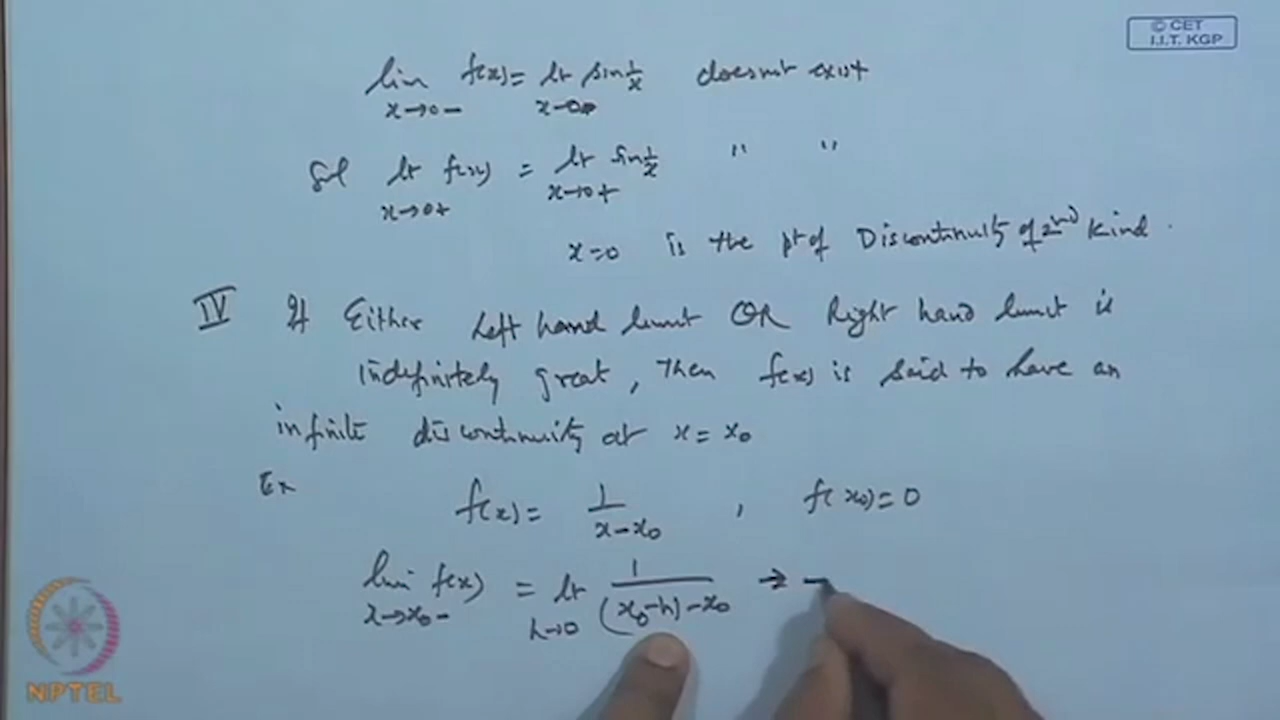 © CET
I.I.T. KGP
lim f(x) = lt sin 1/x doesnot exist
x→0− x→0−
lt f(x) = lt sin 1/x " "
x→0+ x→0+
x=0 is the pt of Discontinuity of 2nd Kind.
IV If Either Left hand limit OR Right hand limit is
indefinitely great, then f(x) is said to have an
infinite discontinuity at x = x₀
Ex f(x) = 1/(x−x₀) , f(x₀) = 0
lim f(x) = lt 1/((x₀−h)−x₀) → −
x→x₀− h→0
NPTEL